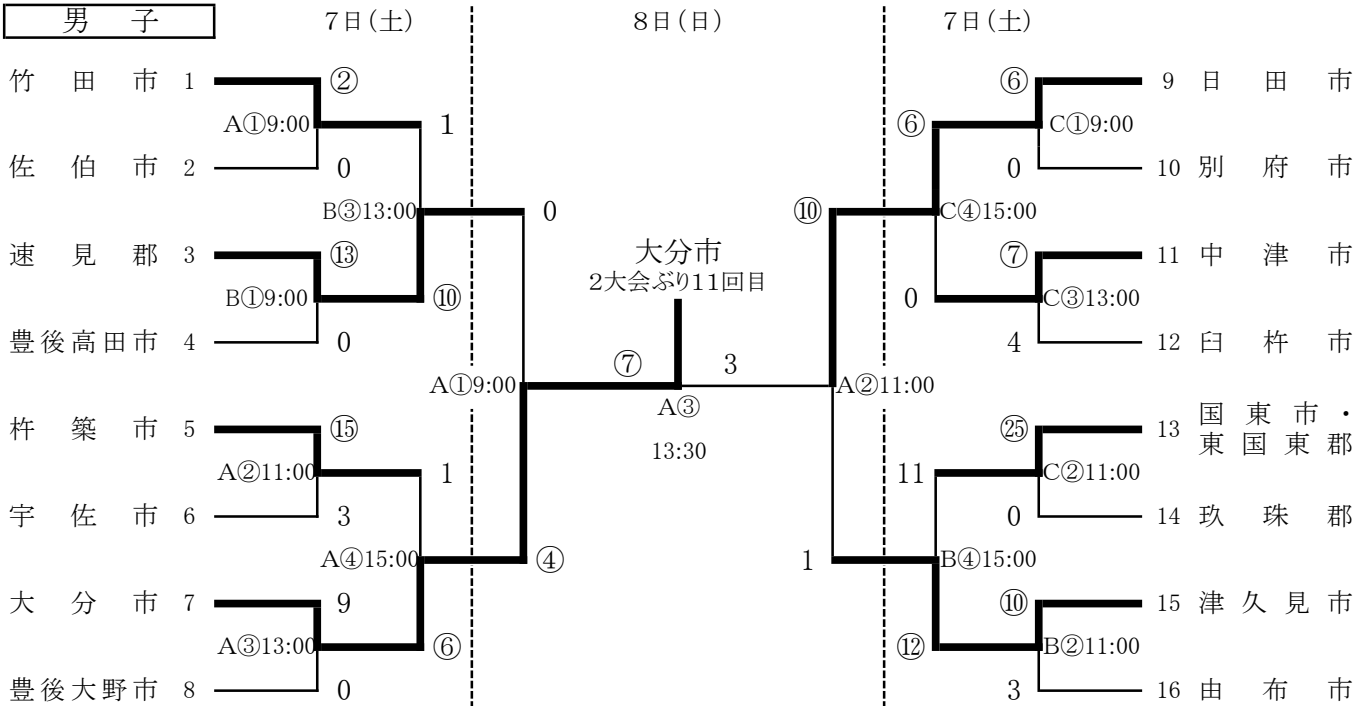 男子 7日(土) 8日(日) 7日(土)
竹田市 1 ② ⑥ 9 日田市
A①9:00 1 ⑥ C①9:00
佐伯市 2 0 0 10 別府市
B③13:00 0 ⑩ C④15:00
速見郡 3 ⑬ 大分市 ⑦ 11 中津市
2大会ぶり11回目
B①9:00 ⑩ 0 C③13:00
豊後高田市 4 0 4 12 臼杵市
A①9:00 ⑦ 3 A②11:00
A③
杵築市 5 ⑮ ㉕ 13 国東市・
東国東郡
13:30
A②11:00 1 11 C②11:00
宇佐市 6 3 0 14 玖珠郡
A④15:00 ④ 1 B④15:00
大分市 7 9 ⑩ 15 津久見市
A③13:00 ⑥ ⑫ B②11:00
豊後大野市 8 0 3 16 由布市